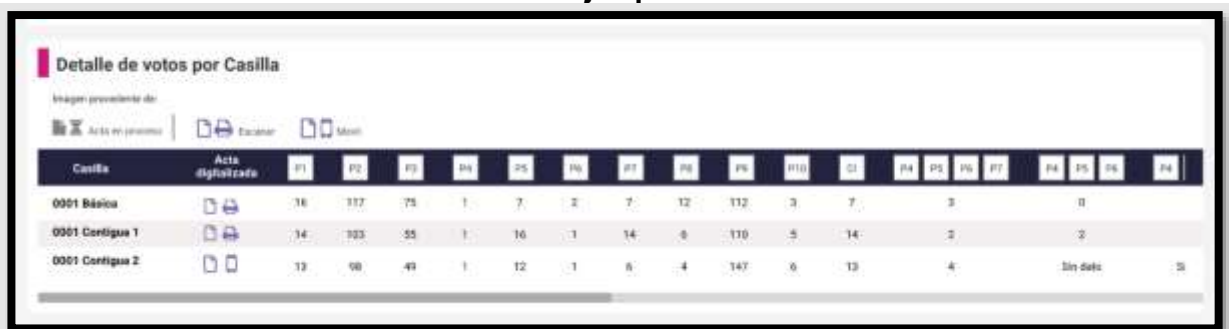 Detalle de votos por Casilla
Imagen proveniente de:
Acta en proceso Escáner Móvil
Casilla Acta digitalizada P1 P2 P3 P4 P5 P6 P7 P8 P9 P10 CI P4 P5 P6 P7 P4 P5 P6 P4
0001 Básica 16 117 75 1 7 2 7 12 112 3 7 3 0
0001 Contigua 1 14 103 55 1 16 1 14 6 110 5 14 2 2
0001 Contigua 2 13 98 49 1 12 1 6 4 147 6 13 4 Sin dato Si